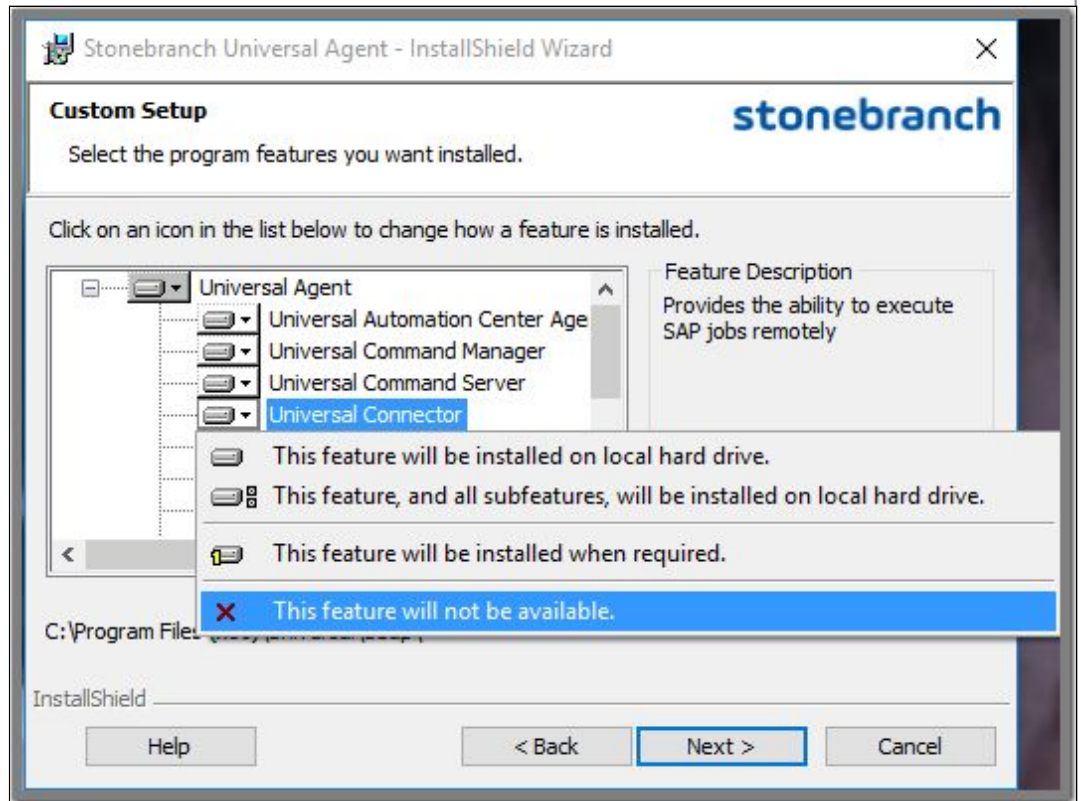 Stonebranch Universal Agent - InstallShield Wizard
Custom Setup
stonebranch
Select the program features you want installed.
Click on an icon in the list below to change how a feature is installed.
Universal Agent
Universal Automation Center Age
Universal Command Manager
Universal Command Server
Universal Connector
Feature Description
Provides the ability to execute
SAP jobs remotely
This feature will be installed on local hard drive.
This feature, and all subfeatures, will be installed on local hard drive.
This feature will be installed when required.
This feature will not be available.
C:\Program Files
InstallShield
Help
< Back
Next >
Cancel